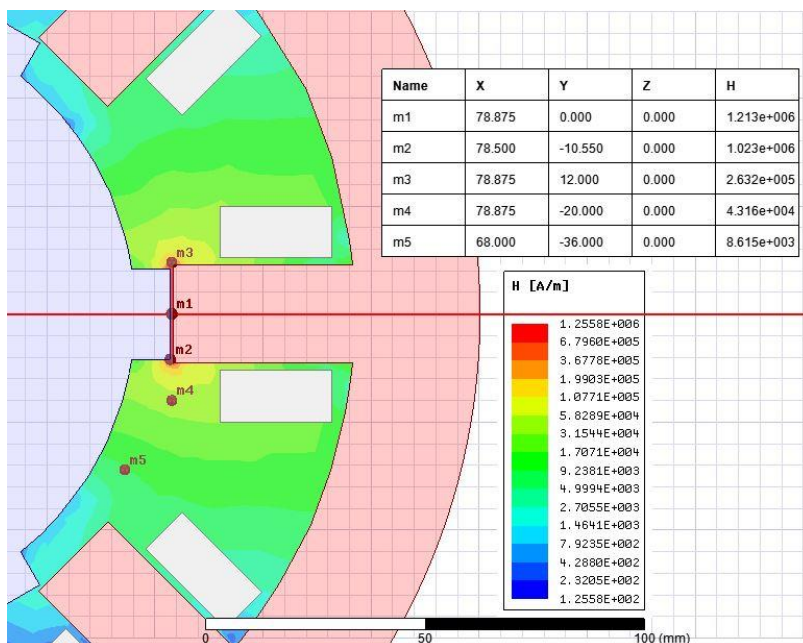 Name X Y Z H
m1 78.875 0.000 0.000 1.213e+006
m2 78.500 -10.550 0.000 1.023e+006
m3 78.875 12.000 0.000 2.632e+005
m4 78.875 -20.000 0.000 4.316e+004
m5 68.000 -36.000 0.000 8.615e+003
m3
m1
m2
m4
m5
H [A/m]
1.2558E+006
6.7960E+005
3.6778E+005
1.9903E+005
1.0771E+005
5.8289E+004
3.1544E+004
1.7071E+004
9.2381E+003
4.9994E+003
2.7055E+003
1.4641E+003
7.9235E+002
4.2880E+002
2.3205E+002
1.2558E+002
0 50 100 (mm)